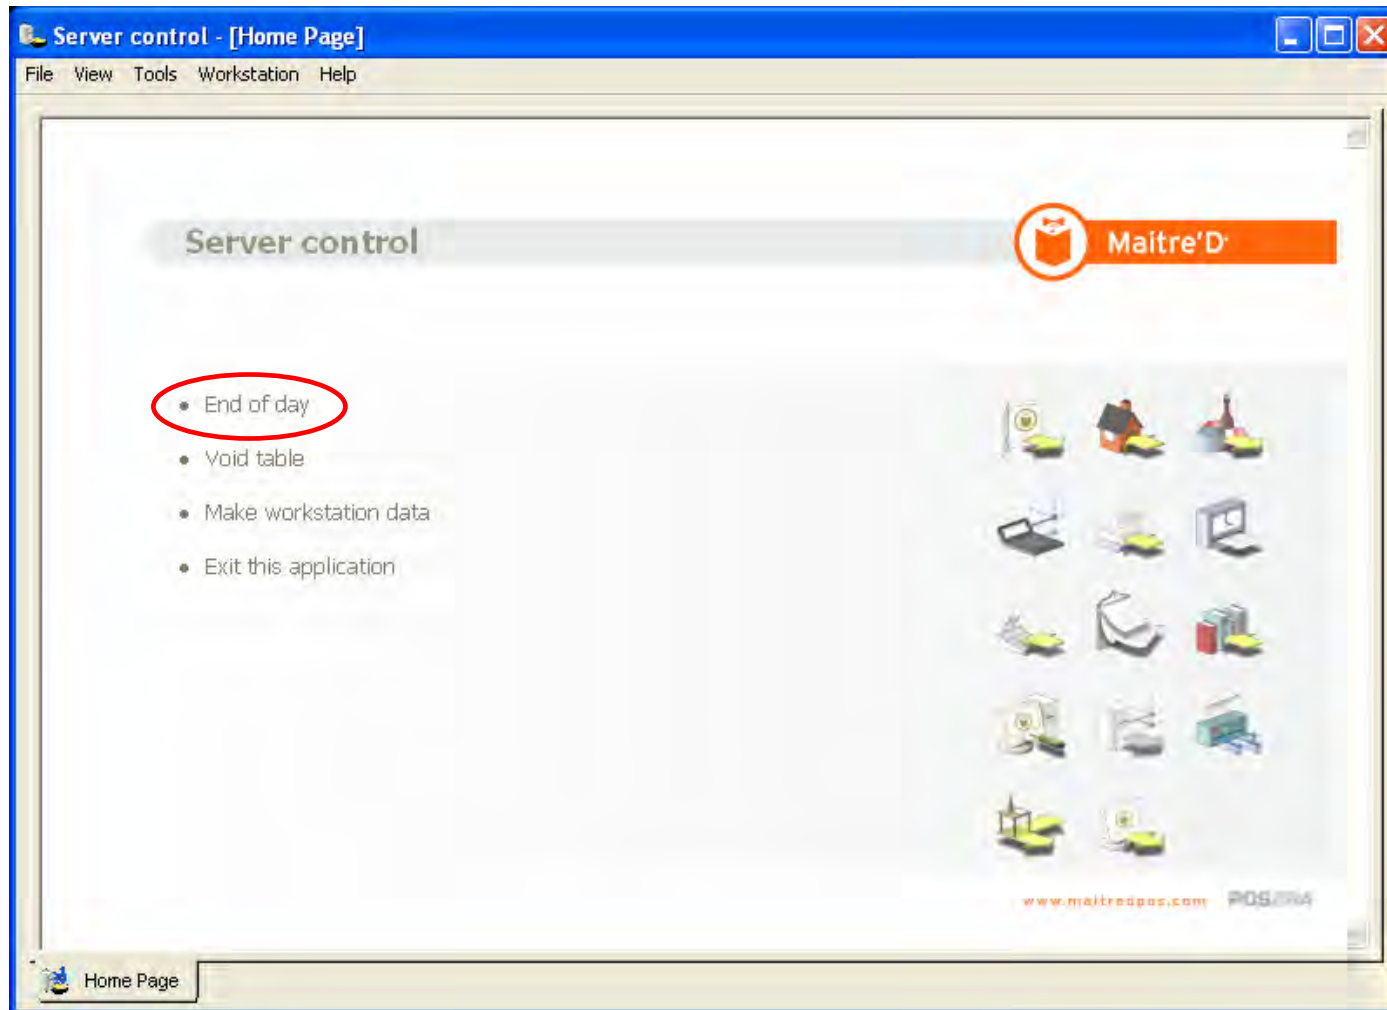 Server control - [Home Page]
File View Tools Workstation Help
Server control
Maitre'D
End of day
Void table
Make workstation data
Exit this application
www.maitredpos.com POSERA
Home Page